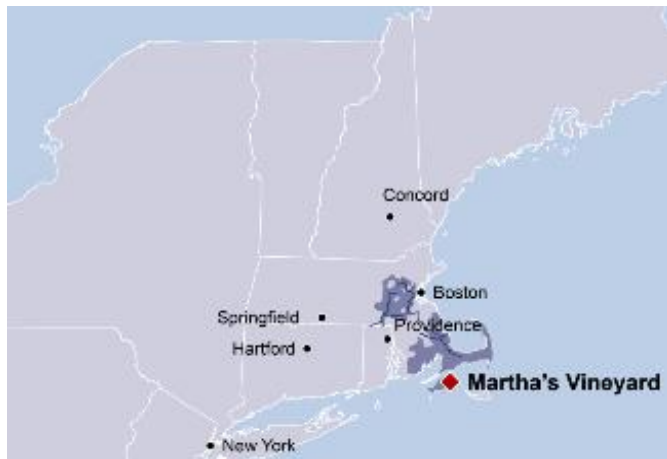 Concord
Boston
Springfield
Providence
Hartford
Martha's Vineyard
New York